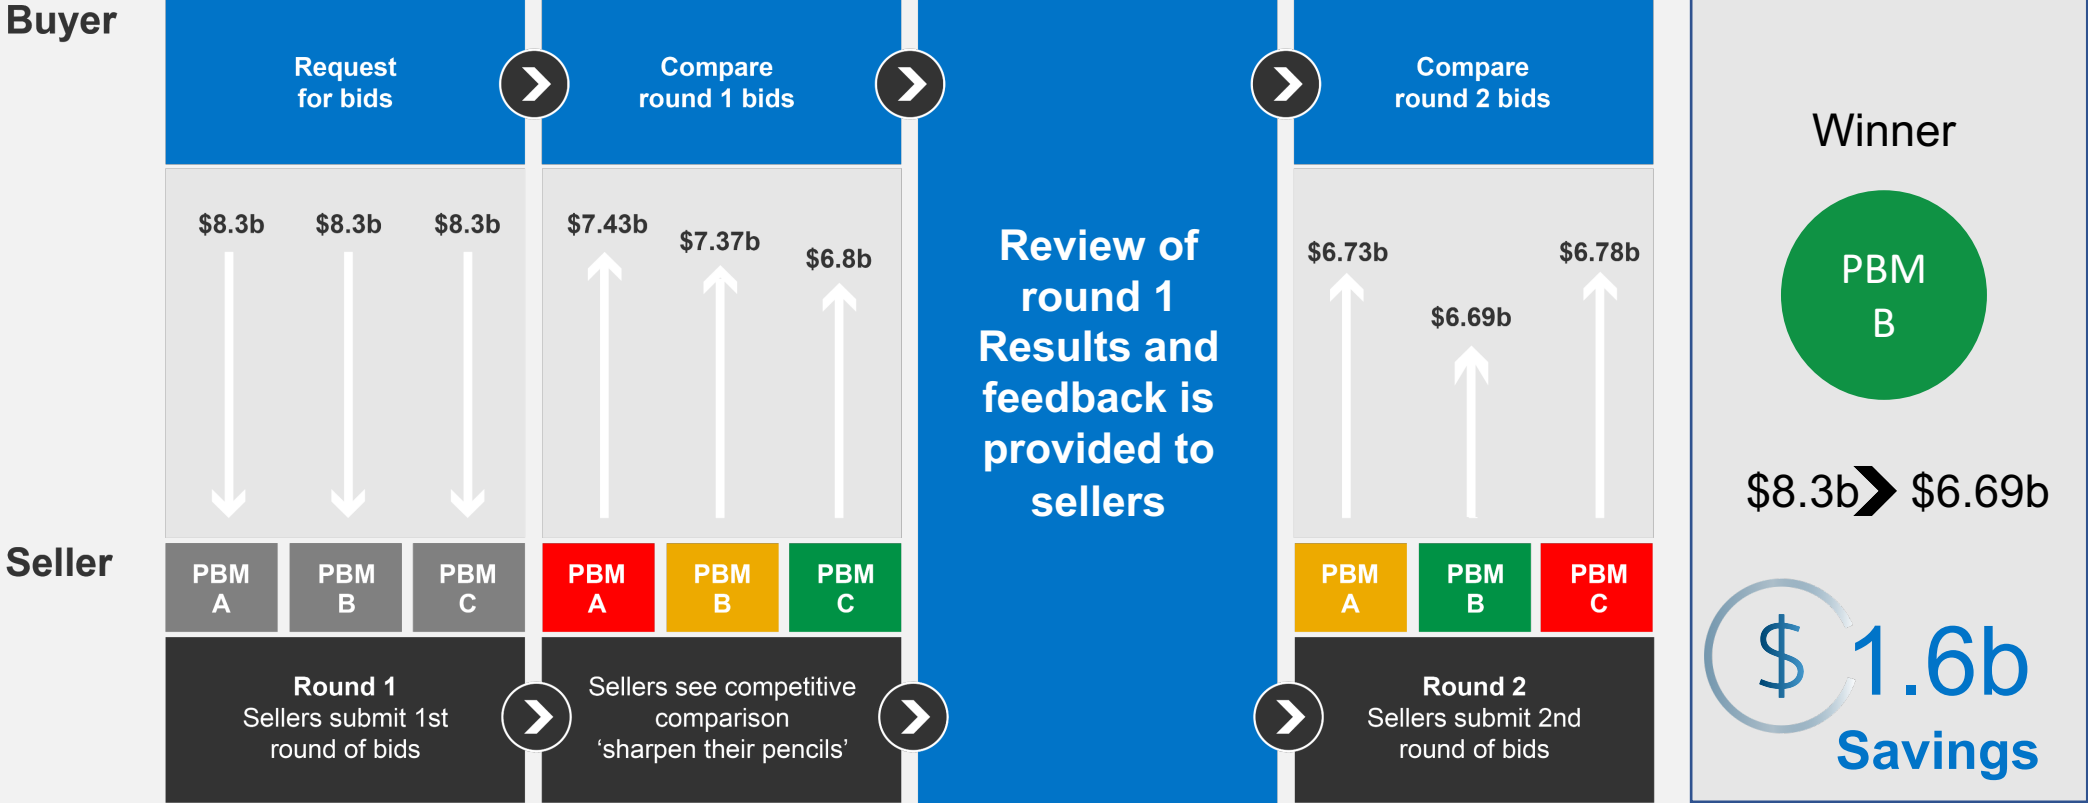 Buyer
Request
for bids
Compare
round 1 bids
Compare
round 2 bids
$8.3b
$8.3b
$8.3b
$7.43b
$7.37b
$6.8b
Review of
round 1
Results and
feedback is
provided to
sellers
$6.73b
$6.69b
$6.78b
Seller
PBM
A
PBM
B
PBM
C
PBM
A
PBM
B
PBM
C
PBM
A
PBM
B
PBM
C
Round 1
Sellers submit 1st
round of bids
Sellers see competitive
comparison
‘sharpen their pencils’
Round 2
Sellers submit 2nd
round of bids
Winner
PBM
B
$8.3b $6.69b
$ 1.6b
Savings